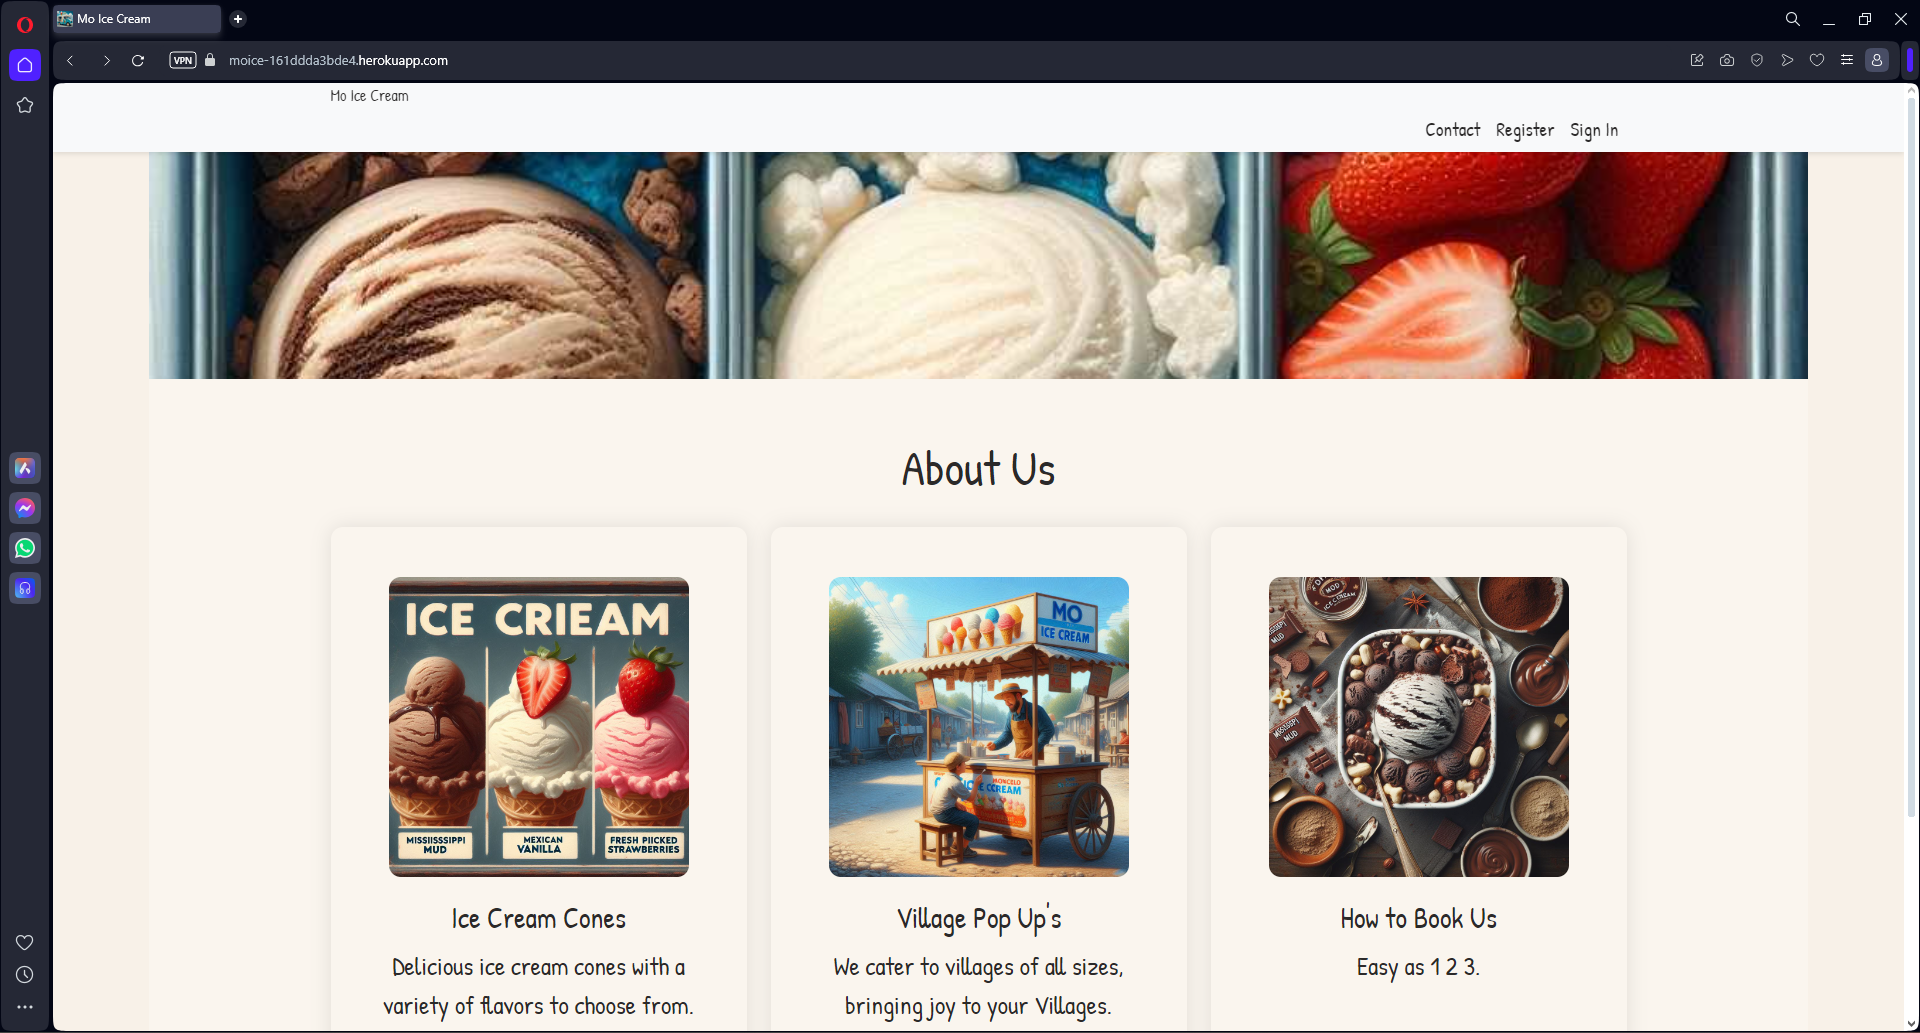 Mo Ice Cream
VPN
moice-161ddda3bde4.herokuapp.com
Mo Ice Cream
Contact Register Sign In
About Us
ICE CRIEAM
MISSIISSSIPPI
MUD
MEXICAN
VANILLA
FRESH PIICKED
STRAWBERRIES
MO
ICE CREAM
Ice Cream Cones
Delicious ice cream cones with a
variety of flavors to choose from.
Village Pop Up's
We cater to villages of all sizes,
bringing joy to your Villages.
MUD
MUD
How to Book Us
Easy as 1 2 3.